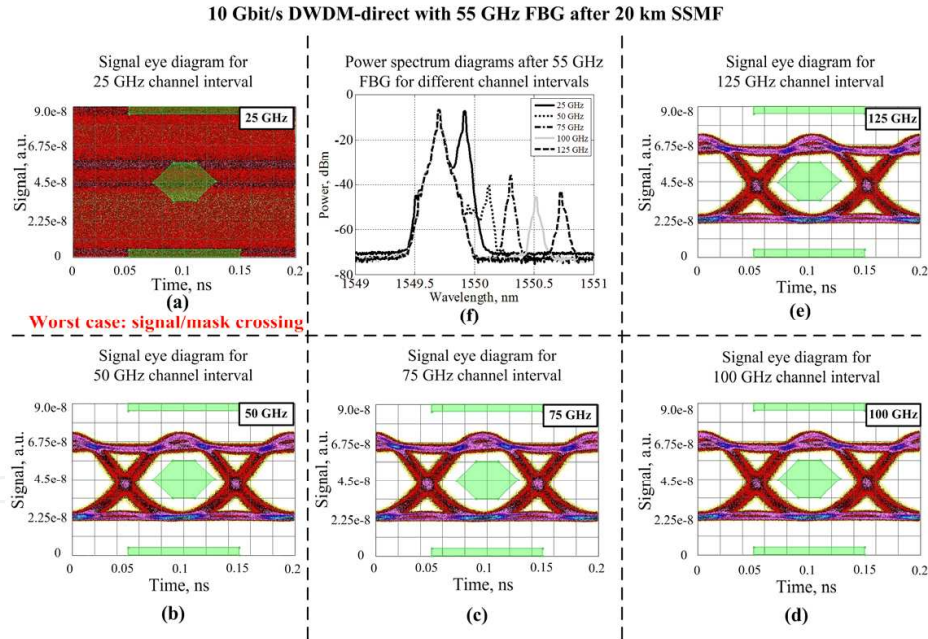 10 Gbit/s DWDM-direct with 55 GHz FBG after 20 km SSMF
Signal eye diagram for
25 GHz channel interval
25 GHz
Signal, a.u.
9.0e-8
6.75e-8
4.5e-8
2.25e-8
0
0 0.05 0.1 0.15 0.2
Time, ns
(a)
Worst case: signal/mask crossing
Power spectrum diagrams after 55 GHz
FBG for different channel intervals
25 GHz
50 GHz
75 GHz
100 GHz
125 GHz
Power, dBm
0
-20
-40
-60
-80
1549 1549.5 1550 1550.5 1551
Wavelength, nm
(f)
Signal eye diagram for
125 GHz channel interval
125 GHz
Signal, a.u.
9.0e-8
6.75e-8
4.5e-8
2.25e-8
0
0 0.05 0.1 0.15 0.2
Time, ns
(e)
Signal eye diagram for
50 GHz channel interval
50 GHz
Signal, a.u.
9.0e-8
6.75e-8
4.5e-8
2.25e-8
0
0 0.05 0.1 0.15 0.2
Time, ns
(b)
Signal eye diagram for
75 GHz channel interval
75 GHz
Signal, a.u.
9.0e-8
6.75e-8
4.5e-8
2.25e-8
0
0 0.05 0.1 0.15 0.2
Time, ns
(c)
Signal eye diagram for
100 GHz channel interval
100 GHz
Signal, a.u.
9.0e-8
6.75e-8
4.5e-8
2.25e-8
0
0 0.05 0.1 0.15 0.2
Time, ns
(d)